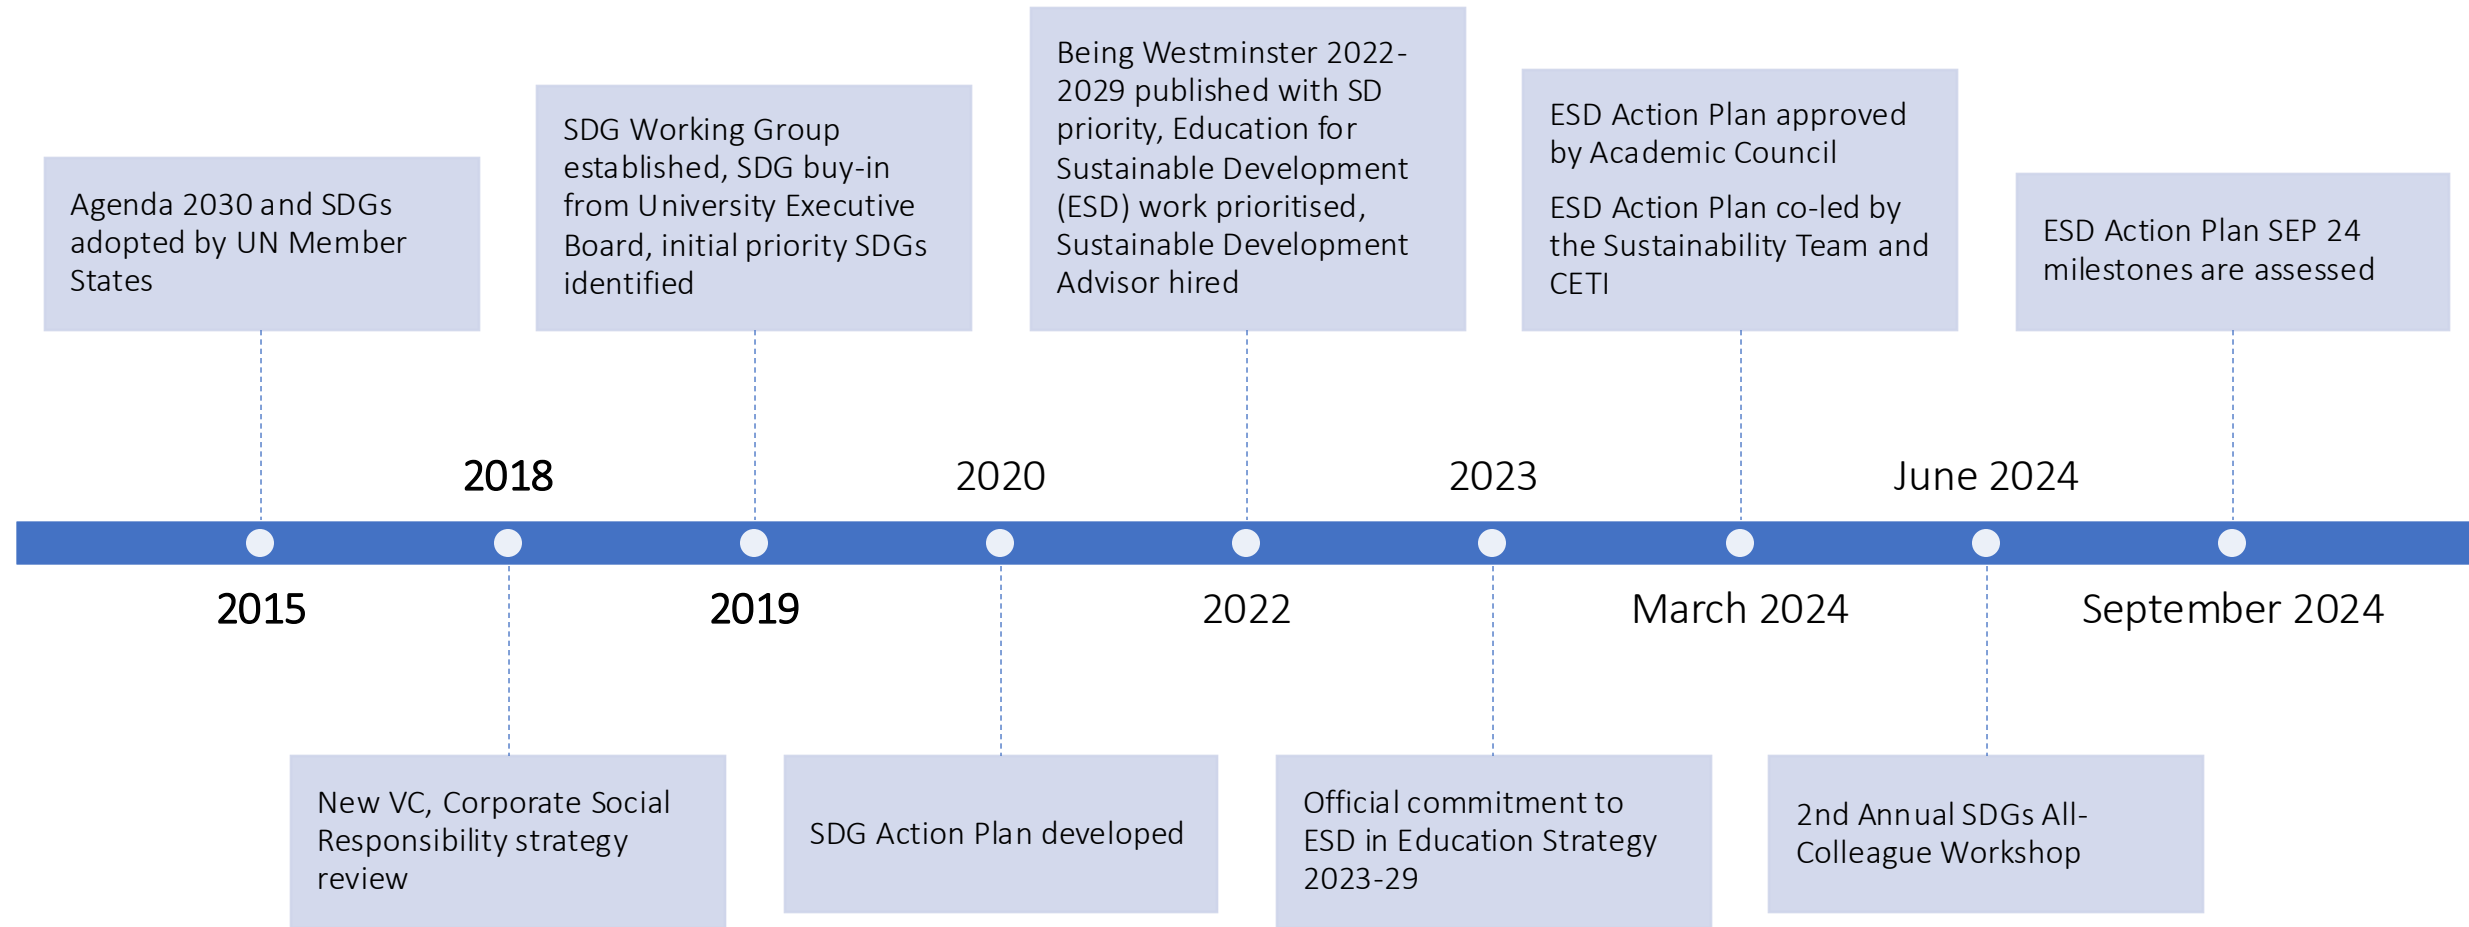 Agenda 2030 and SDGs
adopted by UN Member
States
2015
2018
New VC, Corporate Social
Responsibility strategy
review
SDG Working Group
established, SDG buy-in
from University Executive
Board, initial priority SDGs
identified
2019
2020
SDG Action Plan developed
Being Westminster 2022-
2029 published with SD
priority, Education for
Sustainable Development
(ESD) work prioritised,
Sustainable Development
Advisor hired
2022
2023
Official commitment to
ESD in Education Strategy
2023-29
ESD Action Plan approved
by Academic Council
ESD Action Plan co-led by
the Sustainability Team and
CETI
March 2024
June 2024
2nd Annual SDGs All-
Colleague Workshop
ESD Action Plan SEP 24
milestones are assessed
September 2024